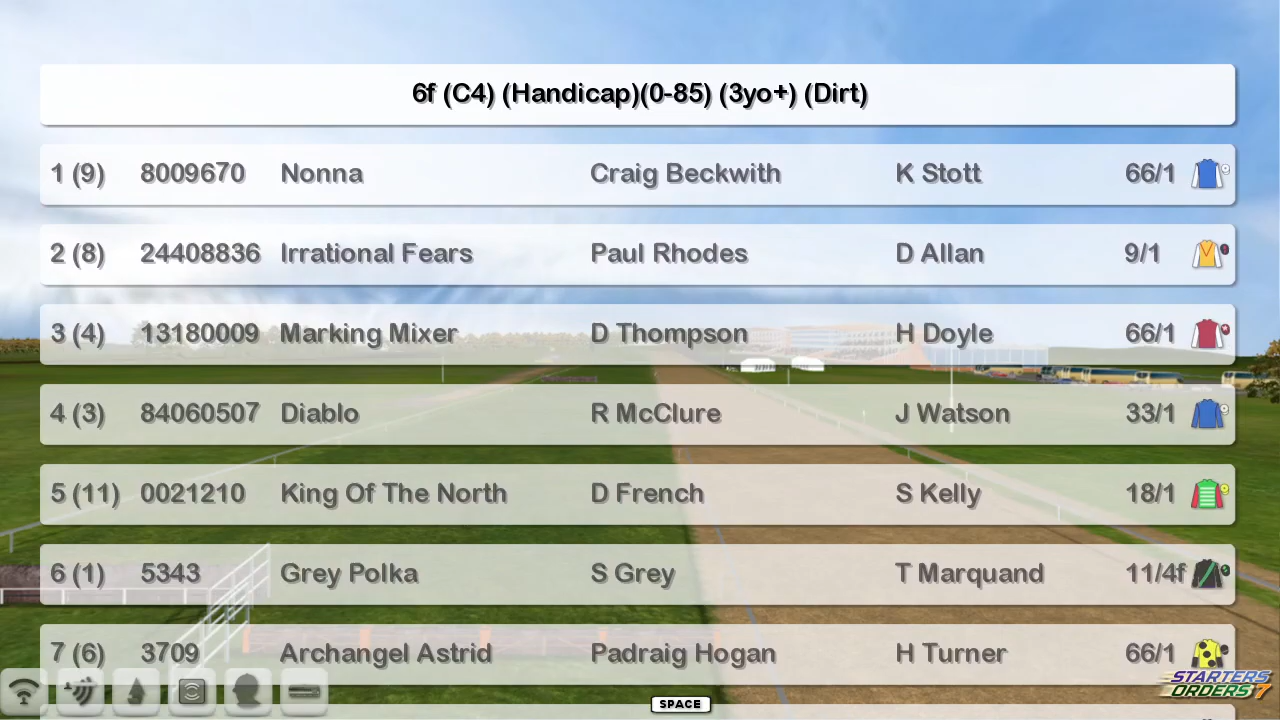 6f (C4) (Handicap)(0-85) (3yo+) (Dirt)
1 (9) 8009670 Nonna Craig Beckwith K Stott 66/1
2 (8) 24408836 Irrational Fears Paul Rhodes D Allan 9/1
3 (4) 13180009 Marking Mixer D Thompson H Doyle 66/1
4 (3) 84060507 Diablo R McClure J Watson 33/1
5 (11) 0021210 King Of The North D French S Kelly 18/1
6 (1) 5343 Grey Polka S Grey T Marquand 11/4f
7 (6) 3709 Archangel Astrid Padraig Hogan H Turner 66/1
STARTERS
ORDERS 7
SPACE